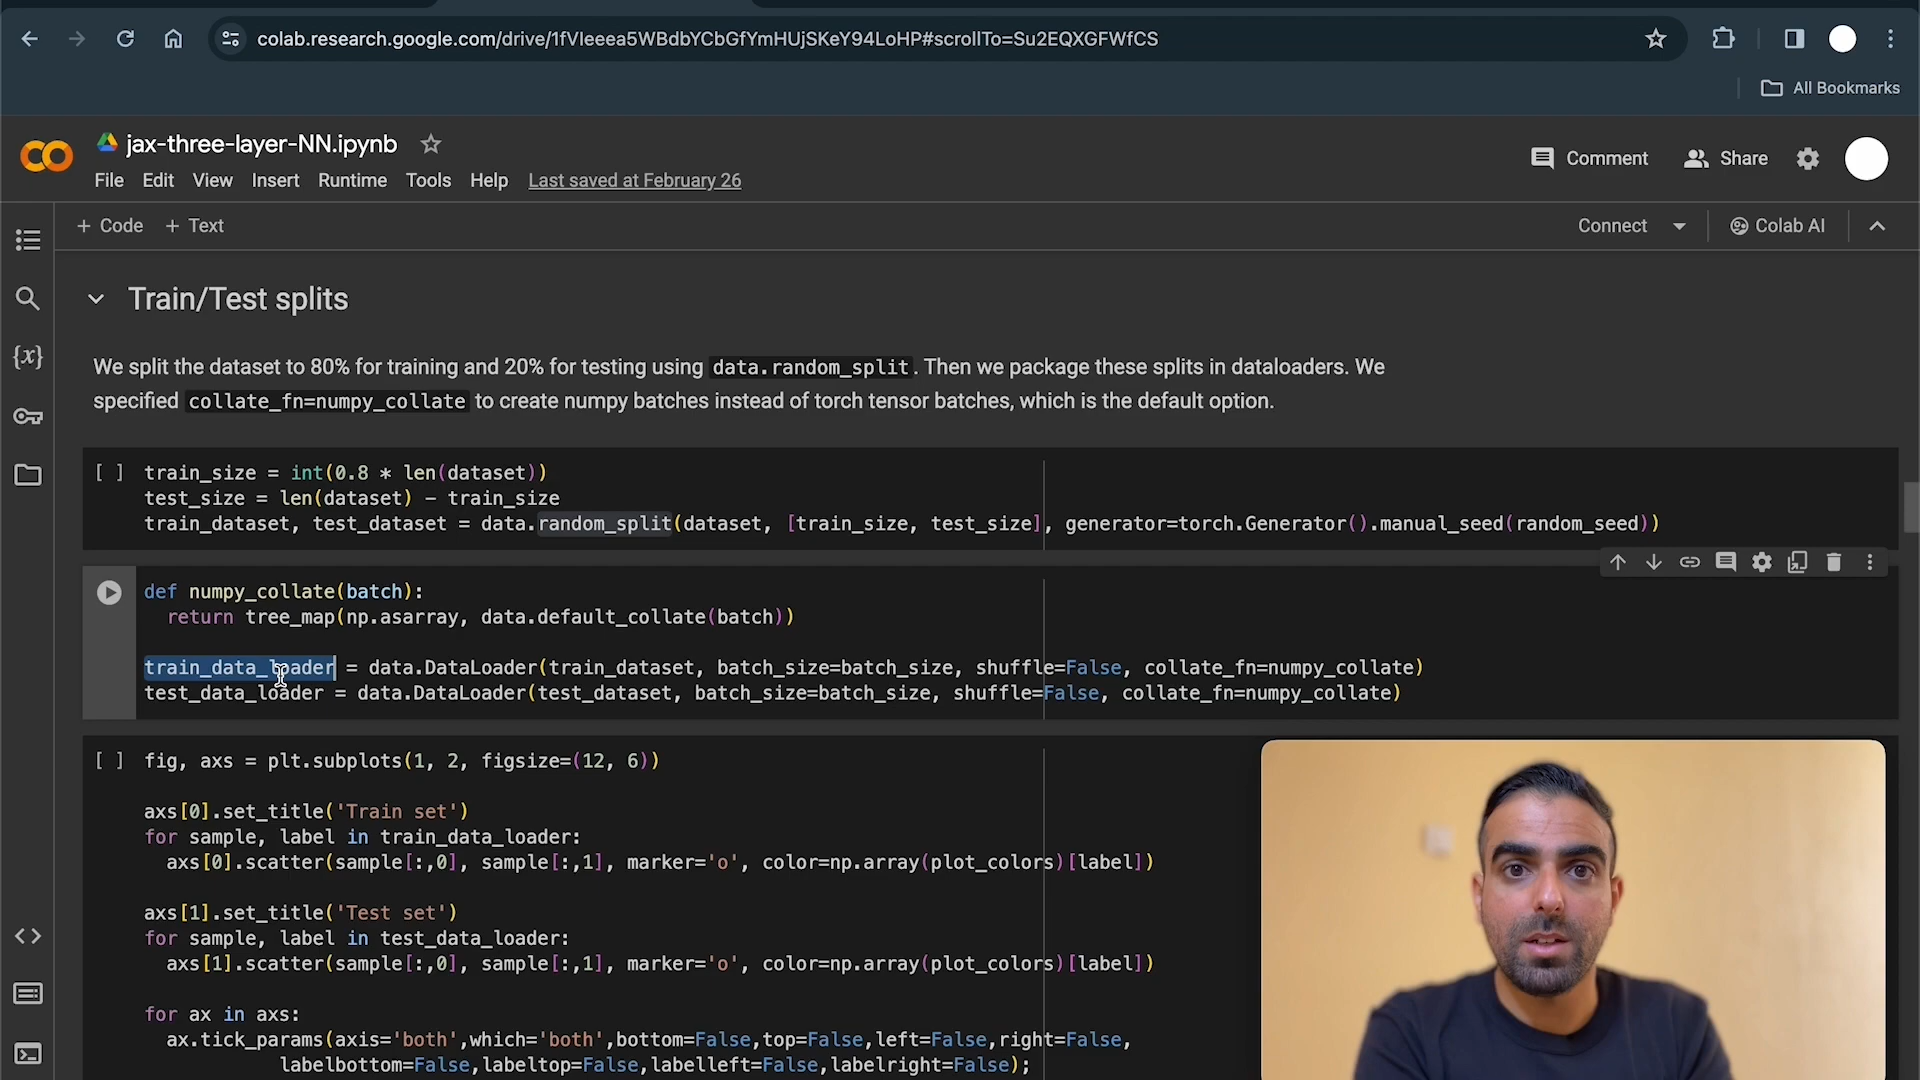 colab.research.google.com/drive/1fVIeeea5WBdbYCbGfYmHUjSKeY94LoHP#scrollTo=Su2EQXGFWfCS
All Bookmarks
jax-three-layer-NN.ipynb
Comment
Share
File Edit View Insert Runtime Tools Help Last saved at February 26
+ Code + Text
Connect
Colab AI
Train/Test splits
We split the dataset to 80% for training and 20% for testing using data.random_split. Then we package these splits in dataloaders. We
specified collate_fn=numpy_collate to create numpy batches instead of torch tensor batches, which is the default option.
[ ] train_size = int(0.8 * len(dataset))
test_size = len(dataset) - train_size
train_dataset, test_dataset = data.random_split(dataset, [train_size, test_size], generator=torch.Generator().manual_seed(random_seed))
def numpy_collate(batch):
return tree_map(np.asarray, data.default_collate(batch))
train_data_loader = data.DataLoader(train_dataset, batch_size=batch_size, shuffle=False, collate_fn=numpy_collate)
test_data_loader = data.DataLoader(test_dataset, batch_size=batch_size, shuffle=False, collate_fn=numpy_collate)
[ ] fig, axs = plt.subplots(1, 2, figsize=(12, 6))
axs[0].set_title('Train set')
for sample, label in train_data_loader:
axs[0].scatter(sample[:,0], sample[:,1], marker='o', color=np.array(plot_colors)[label])
axs[1].set_title('Test set')
for sample, label in test_data_loader:
axs[1].scatter(sample[:,0], sample[:,1], marker='o', color=np.array(plot_colors)[label])
for ax in axs:
ax.tick_params(axis='both',which='both',bottom=False,top=False,left=False,right=False,
labelbottom=False,labeltop=False,labelleft=False,labelright=False);